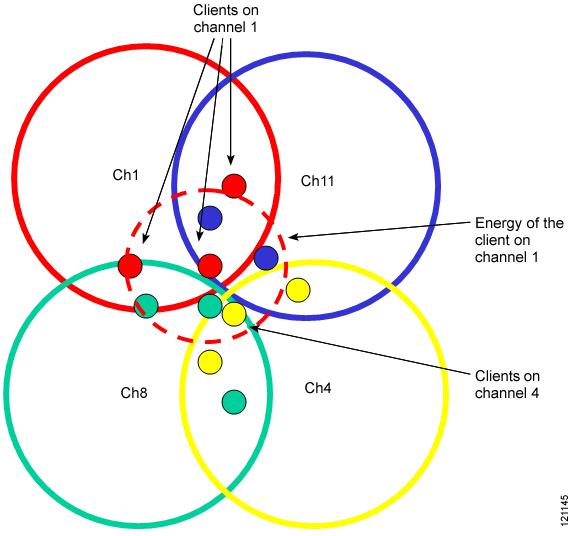 Clients on
channel 1
Ch1
Ch11
Energy of the
client on
channel 1
Clients on
channel 4
Ch8
Ch4
121145